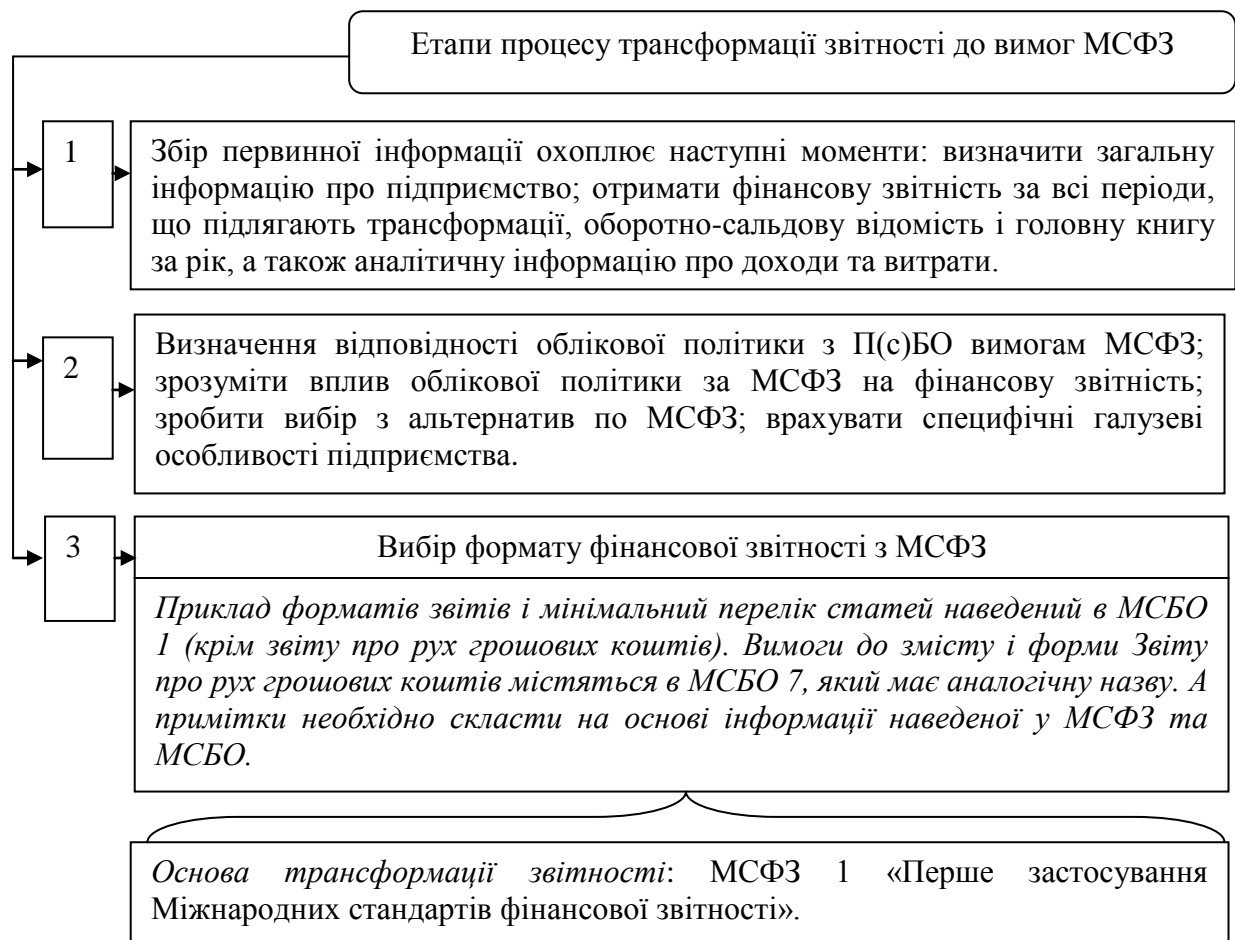 Етапи процесу трансформації звітності до вимог МСФЗ
1
Збір первинної інформації охоплює наступні моменти: визначити загальну
інформацію про підприємство; отримати фінансову звітність за всі періоди,
що підлягають трансформації, оборотно-сальдову відомість і головну книгу
за рік, а також аналітичну інформацію про доходи та витрати.
2
Визначення відповідності облікової політики з П(с)БО вимогам МСФЗ;
зрозуміти вплив облікової політики за МСФЗ на фінансову звітність;
зробити вибір з альтернатив по МСФЗ; врахувати специфічні галузеві
особливості підприємства.
3
Вибір формату фінансової звітності з МСФЗ
Приклад форматів звітів і мінімальний перелік статей наведений в МСБО
1 (крім звіту про рух грошових коштів). Вимоги до змісту і форми Звіту
про рух грошових коштів містяться в МСБО 7, який має аналогічну назву. А
примітки необхідно скласти на основі інформації наведеної у МСФЗ та
МСБО.
Основа трансформації звітності: МСФЗ 1 «Перше застосування
Міжнародних стандартів фінансової звітності».